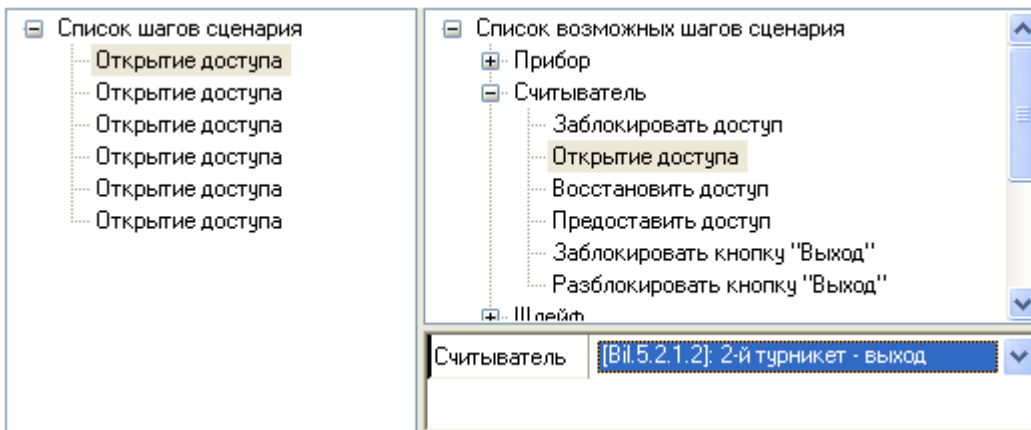 Список шагов сценария
Открытие доступа
Открытие доступа
Открытие доступа
Открытие доступа
Открытие доступа
Открытие доступа
Список возможных шагов сценария
Прибор
Считыватель
Заблокировать доступ
Открытие доступа
Восстановить доступ
Предоставить доступ
Заблокировать кнопку "Выход"
Разблокировать кнопку "Выход"
Шлейф
Считыватель [Bil.5.2.1.2]: 2-й турникет - выход